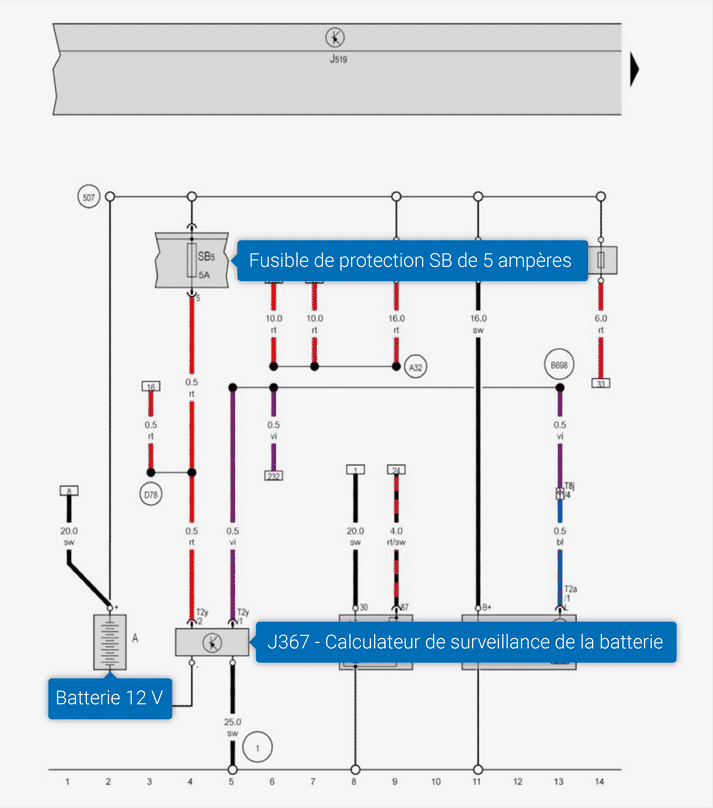 J519
507
SB5
5A
5
Fusible de protection SB de 5 ampères
10.0
rt
10.0
rt
16.0
rt
16.0
sw
6.0
rt
A32
B698
33
16
0.5
rt
0.5
rt
0.5
vi
0.5
vi
T8j
/4
232
D78
8
1
24
20.0
sw
0.5
rt
0.5
vi
20.0
sw
4.0
rt/sw
0.5
bl
T2a
/1
L
+
T2y
/2
T2y
/1
30
87
B+
A
J367 - Calculateur de surveillance de la batterie
-
Batterie 12 V
25.0
sw
1
1 2 3 4 5 6 7 8 9 10 11 12 13 14